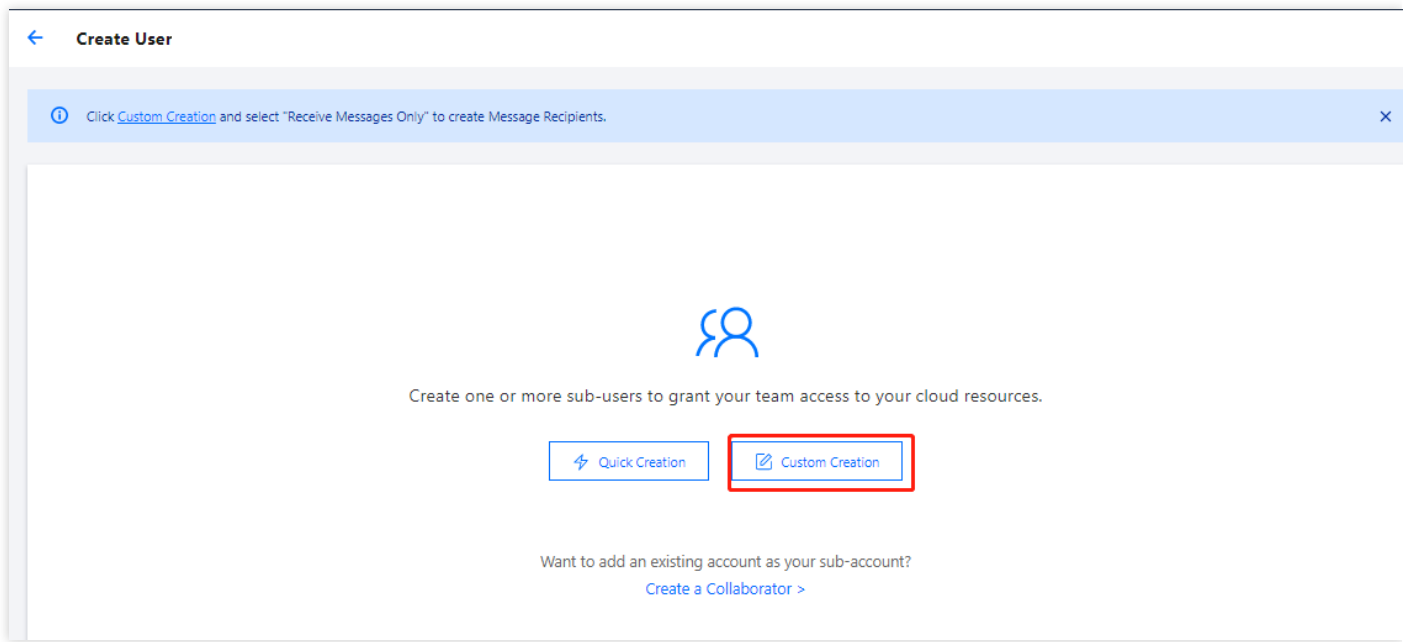 Create User
Click Custom Creation and select "Receive Messages Only" to create Message Recipients.
Create one or more sub-users to grant your team access to your cloud resources.
Quick Creation
Custom Creation
Want to add an existing account as your sub-account?
Create a Collaborator >